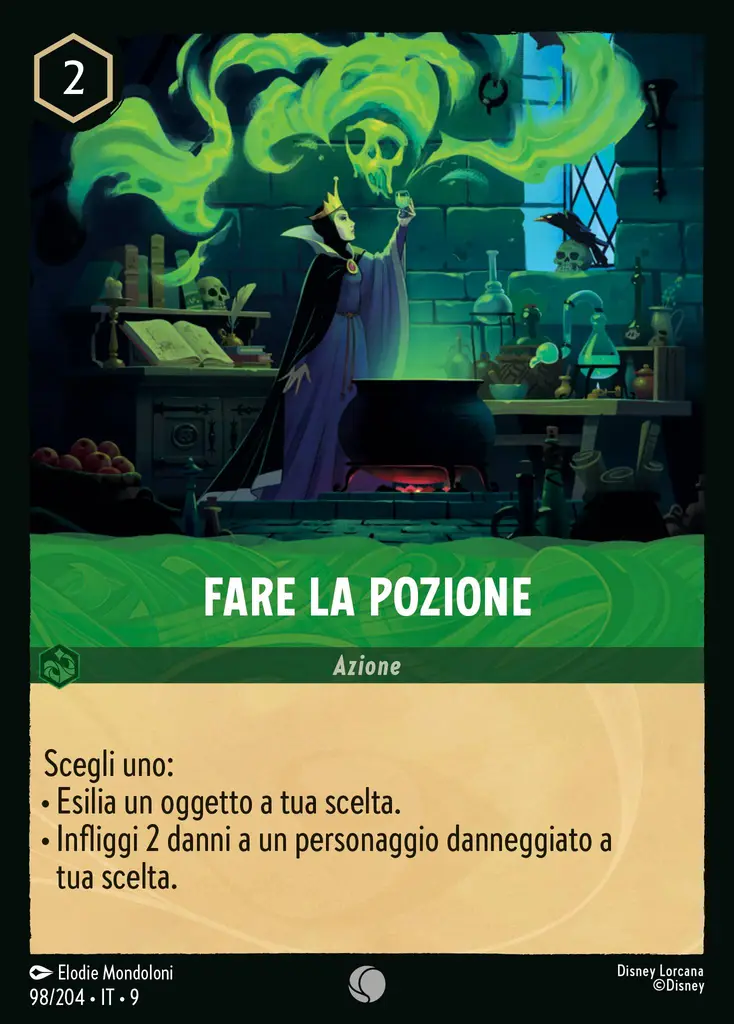 2
FARE LA POZIONE
Azione
Scegli uno:
• Esilia un oggetto a tua scelta.
• Infliggi 2 danni a un personaggio danneggiato a
tua scelta.
Elodie Mondoloni
98/204 • IT • 9
Disney Lorcana
©Disney